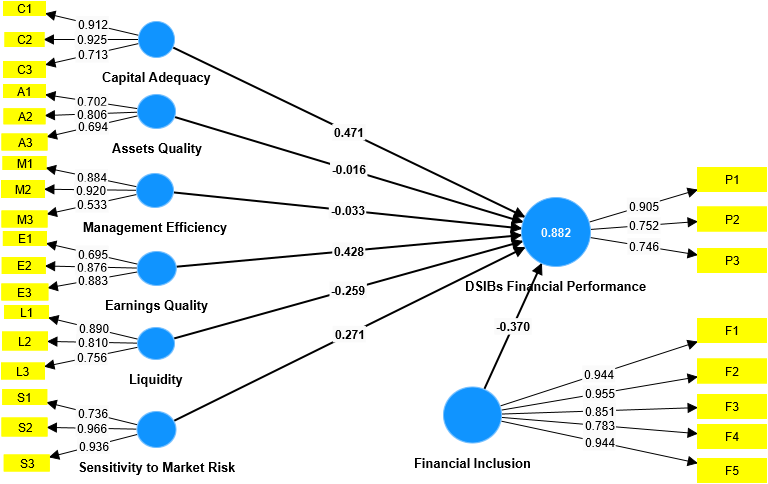 C1
0.912
C2
0.925
C3
0.713
Capital Adequacy
A1
0.702
A2
0.806
A3
0.694
Assets Quality
M1
0.884
M2
0.920
M3
0.533
Management Efficiency
E1
0.695
E2
0.876
E3
0.883
Earnings Quality
L1
0.890
L2
0.810
L3
0.756
Liquidity
S1
0.736
S2
0.966
S3
0.936
Sensitivity to Market Risk
0.471
-0.016
-0.033
0.428
-0.259
0.271
0.882
DSIBs Financial Performance
-0.370
Financial Inclusion
0.905
P1
0.752
P2
0.746
P3
0.944
F1
0.955
F2
0.851
F3
0.783
F4
0.944
F5